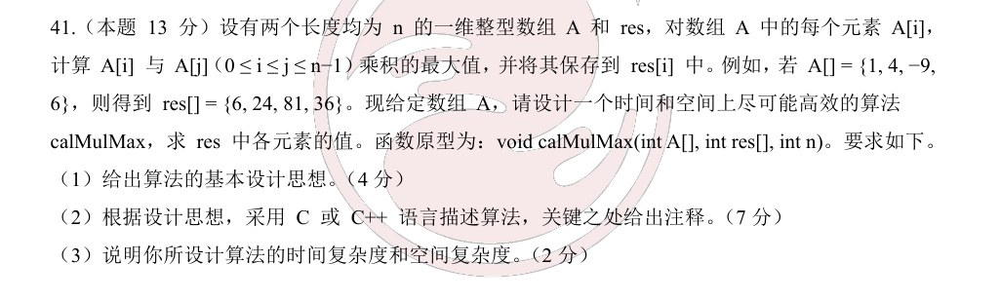 41.（本题 13 分）设有两个长度均为 n 的一维整型数组 A 和 res，对数组 A 中的每个元素 A[i]，
计算 A[i] 与 A[j]（0≤i≤j≤n−1）乘积的最大值，并将其保存到 res[i] 中。例如，若 A[] = {1, 4, −9,
6}，则得到 res[] = {6, 24, 81, 36}。现给定数组 A，请设计一个时间和空间上尽可能高效的算法
calMulMax，求 res 中各元素的值。函数原型为：void calMulMax(int A[], int res[], int n)。要求如下。
（1）给出算法的基本设计思想。（4 分）
（2）根据设计思想，采用 C 或 C++ 语言描述算法，关键之处给出注释。（7 分）
（3）说明你所设计算法的时间复杂度和空间复杂度。（2 分）